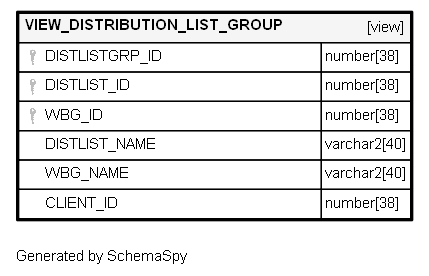 VIEW_DISTRIBUTION_LIST_GROUP [view]
DISTLISTGRP_ID number[38]
DISTLIST_ID number[38]
WBG_ID number[38]
DISTLIST_NAME varchar2[40]
WBG_NAME varchar2[40]
CLIENT_ID number[38]
Generated by SchemaSpy